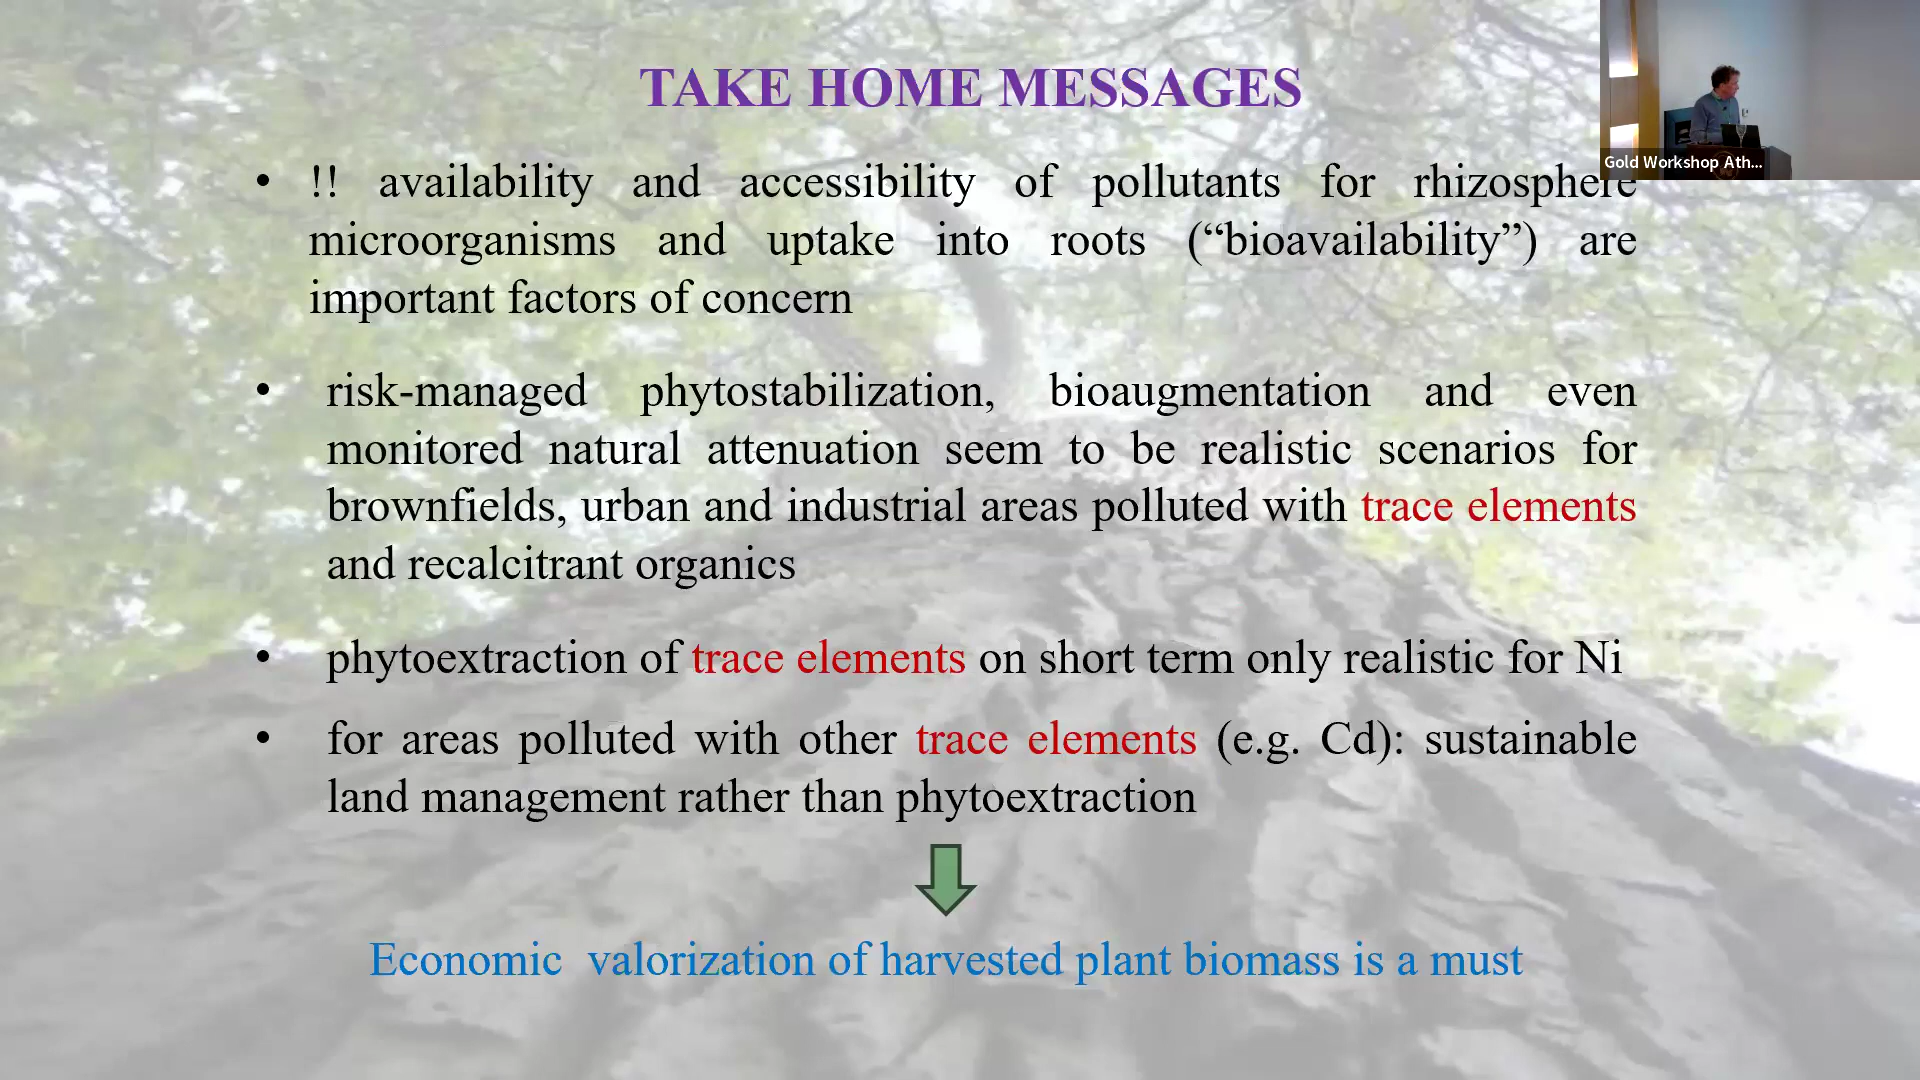 TAKE HOME MESSAGES
Gold Workshop Ath...
• !! availability and accessibility of pollutants for rhizosphere
microorganisms and uptake into roots (“bioavailability”) are
important factors of concern
• risk-managed phytostabilization, bioaugmentation and even
monitored natural attenuation seem to be realistic scenarios for
brownfields, urban and industrial areas polluted with trace elements
and recalcitrant organics
• phytoextraction of trace elements on short term only realistic for Ni
• for areas polluted with other trace elements (e.g. Cd): sustainable
land management rather than phytoextraction
Economic valorization of harvested plant biomass is a must